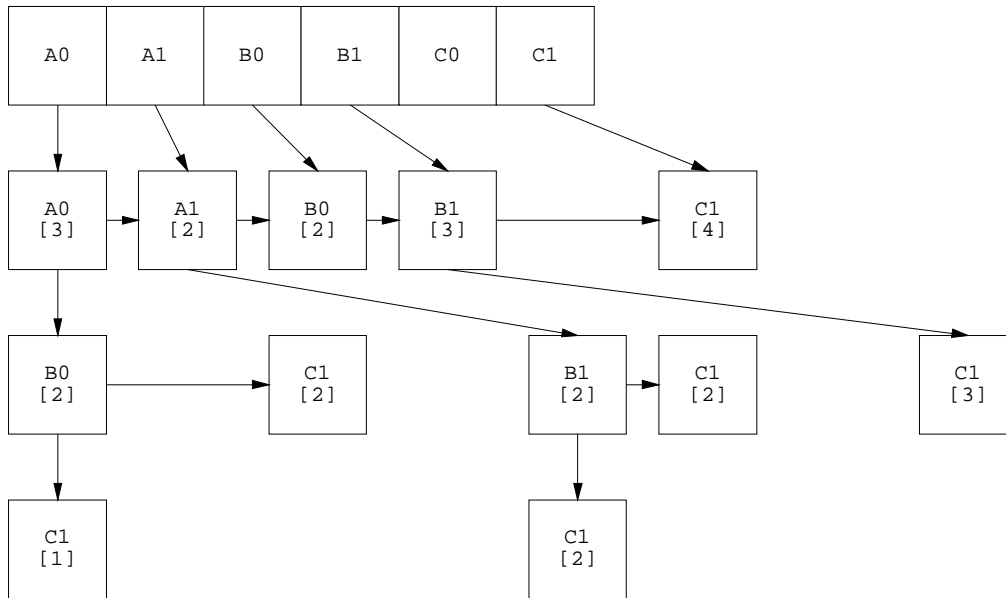 A0 A1 B0 B1 C0 C1
A0 A1 B0 B1 C1
[3] [2] [2] [3] [4]
B0 C1 B1 C1 C1
[2] [2] [2] [2] [3]
C1 C1
[1] [2]